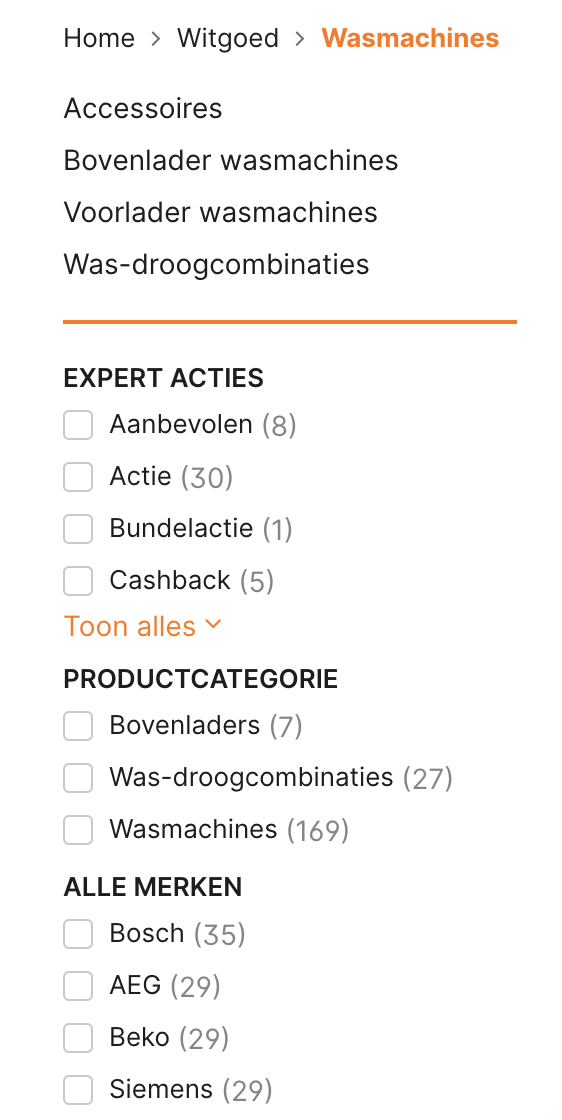 Home > Witgoed > Wasmachines
Accessoires
Bovenlader wasmachines
Voorlader wasmachines
Was-droogcombinaties
EXPERT ACTIES
Aanbevolen (8)
Actie (30)
Bundelactie (1)
Cashback (5)
Toon alles
PRODUCTCATEGORIE
Bovenladers (7)
Was-droogcombinaties (27)
Wasmachines (169)
ALLE MERKEN
Bosch (35)
AEG (29)
Beko (29)
Siemens (29)